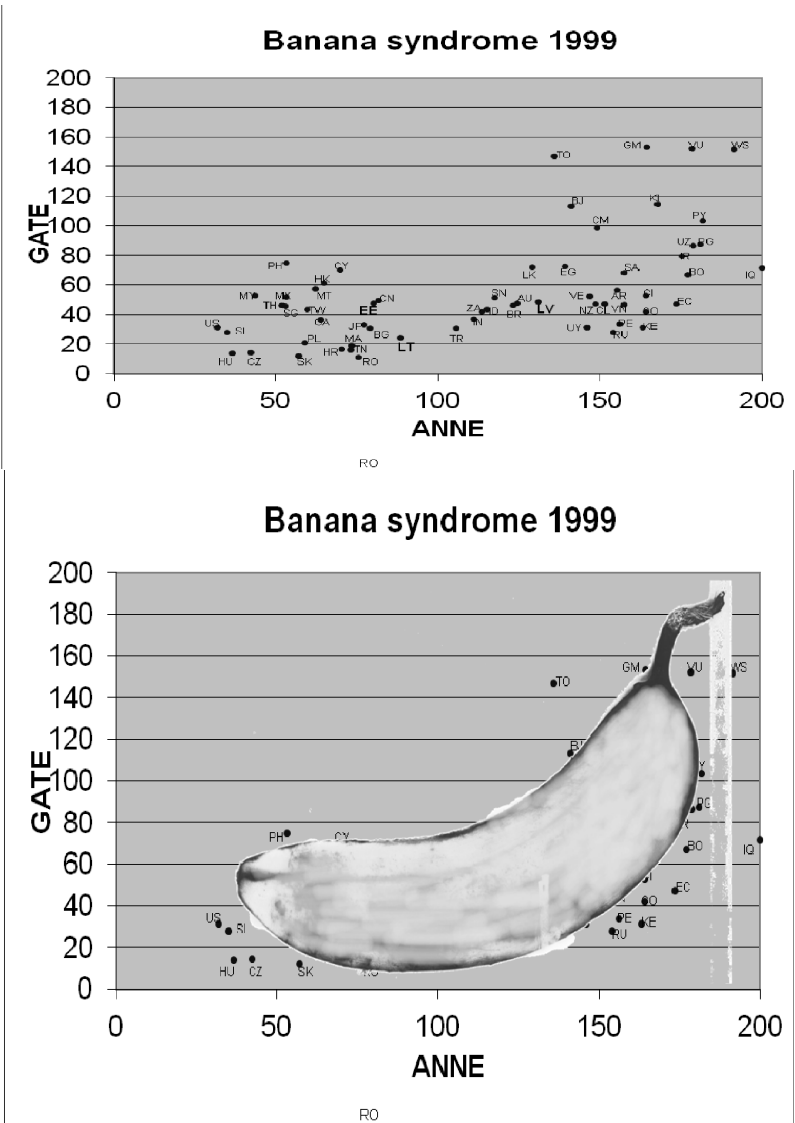 Banana syndrome 1999
GATE
200
180
160
140
120
100
80
60
40
20
0
TO GM VU WS
BJ KI
CM PY
UZ BG
IR
PH CY LK EG SA BO IQ
HK
MY MX MT CN SN AU VE AR CI EC
TH SG TW EE ZA ID BR LV NZ CL VN CO
US SI CA JP BG IN TR UY PE KE
PL MA LT RU
HU CZ SK HR TN RO
0 50 100 150 200
ANNE
RO
Banana syndrome 1999
GATE
200
180
160
140
120
100
80
60
40
20
0
TO GM VU WS
Y
PH CY BO IQ
EC
US SI CO
PE KE
RU
HU CZ SK
0 50 100 150 200
ANNE
RO